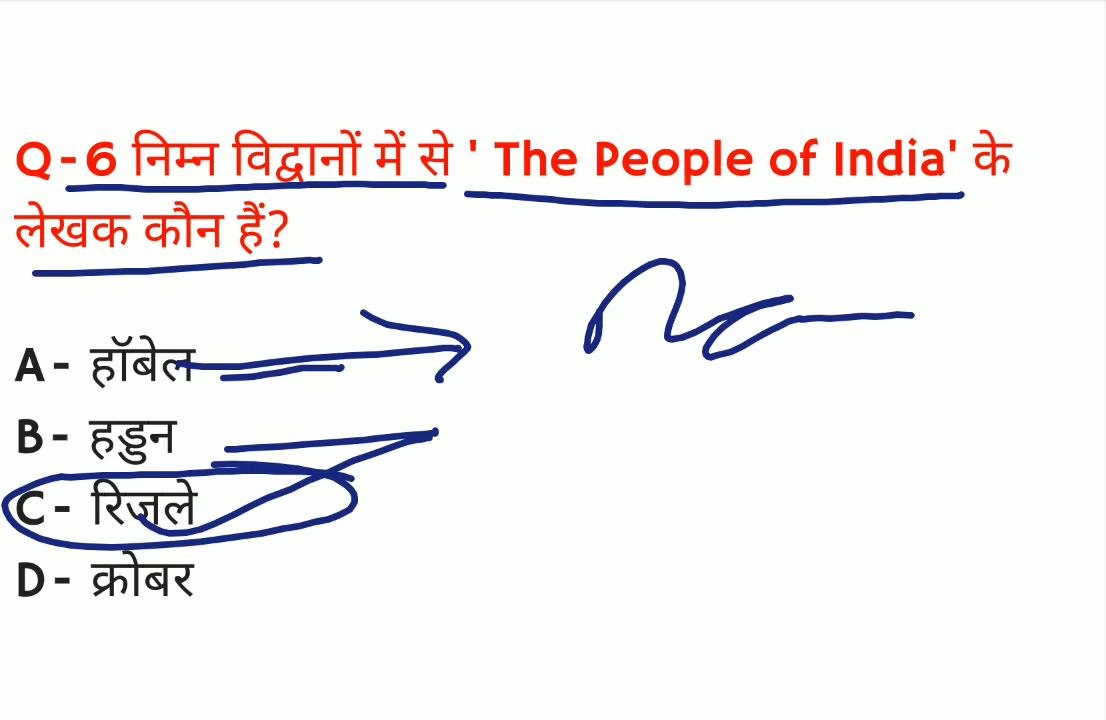 Q-6 निम्न विद्वानों में से ' The People of India' के
लेखक कौन हैं?
A- हॉबेल
B- हड्डन
C- रिजले
D- क्रोबर